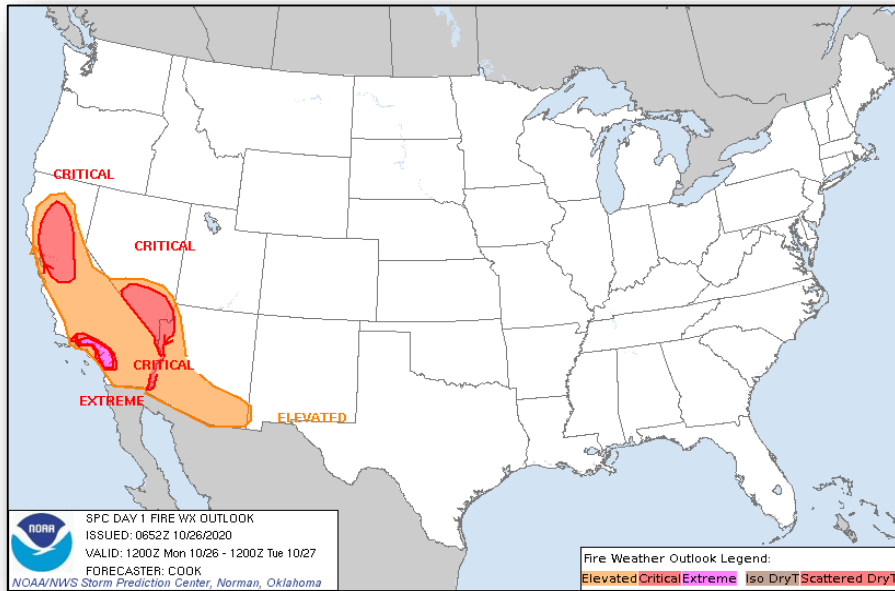 CRITICAL
CRITICAL
CRITICAL
EXTREME
ELEVATED
NOAA
SPC DAY 1 FIRE WX OUTLOOK
ISSUED: 0652Z 10/26/2020
VALID: 1200Z Mon 10/26 - 1200Z Tue 10/27
FORECASTER: COOK
NOAA/NWS Storm Prediction Center, Norman, Oklahoma
Fire Weather Outlook Legend:
Elevated Critical Extreme Iso DryT Scattered DryT